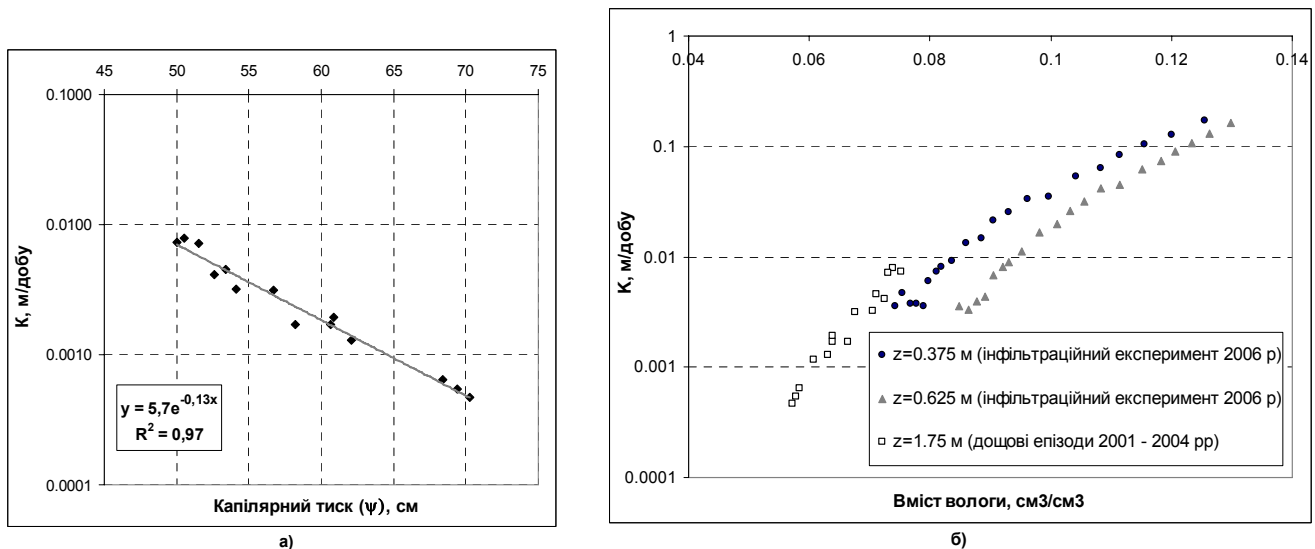 45 50 55 60 65 70 75
0.1000
0.0100
0.0010
0.0001
К, м/добу
y = 5,7e^-0,13x
R^2 = 0,97
Капілярний тиск (ψ), см
а)
1
0.04 0.06 0.08 0.1 0.12 0.14
0.1
0.01
0.001
0.0001
К, м/добу
z=0.375 м (інфільтраційний експеримент 2006 р)
z=0.625 м (інфільтраційний експеримент 2006 р)
z=1.75 м (дощові епізоди 2001 - 2004 рр)
Вміст вологи, см3/см3
б)